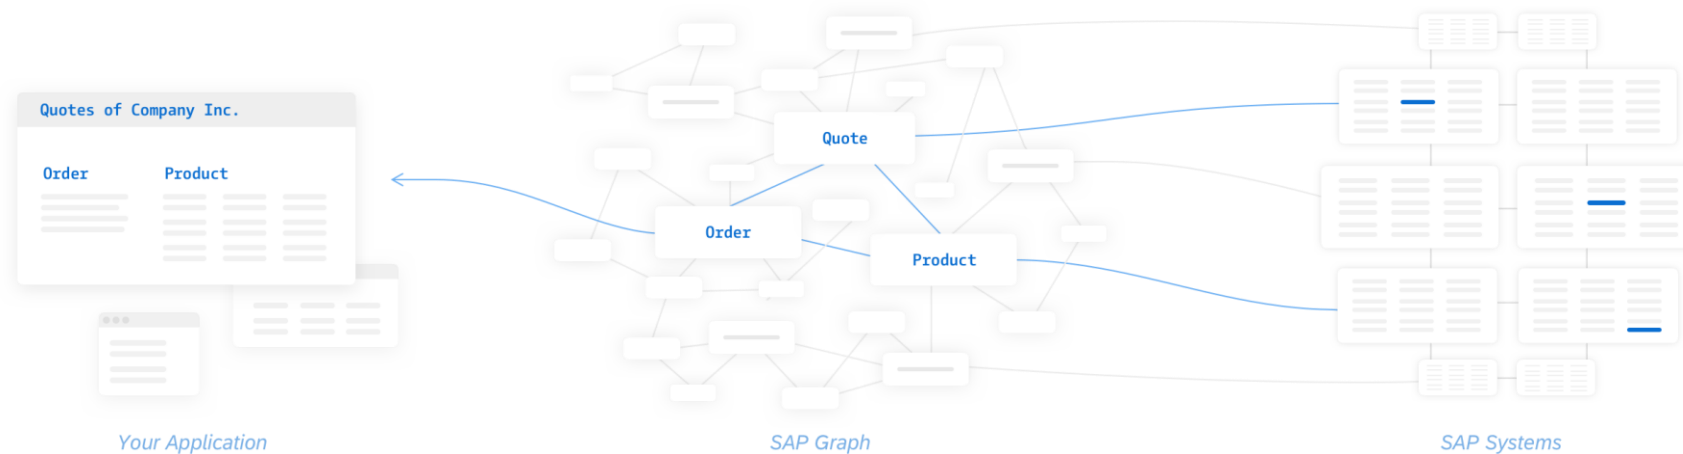 Quotes of Company Inc.
Order
Product
Quote
Order
Product
Your Application
SAP Graph
SAP Systems